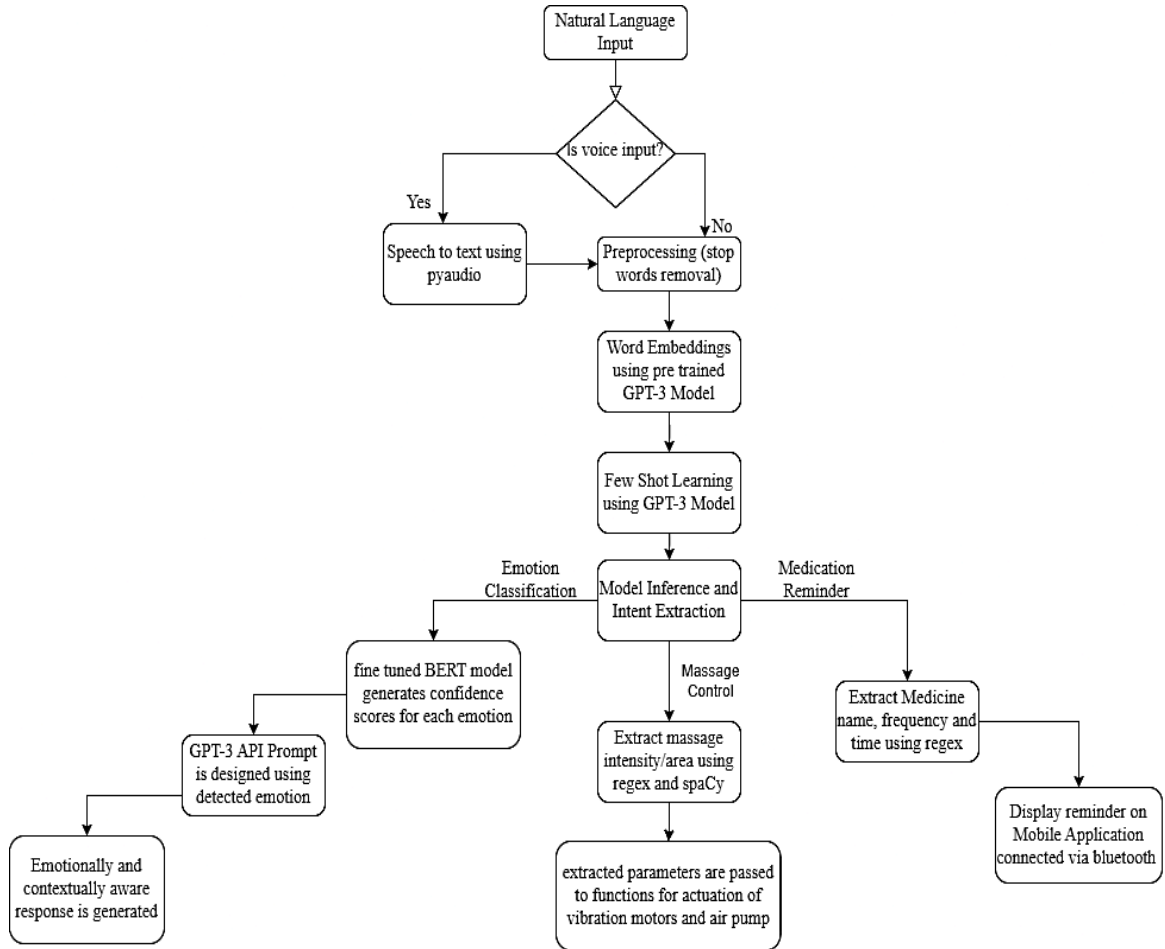 Natural Language
Input
Is voice input?
Yes
No
Speech to text using
pyaudio
Preprocessing (stop
words removal)
Word Embeddings
using pre trained
GPT-3 Model
Few Shot Learning
using GPT-3 Model
Model Inference and
Intent Extraction
Emotion
Classification
Medication
Reminder
Massage
Control
fine tuned BERT model
generates confidence
scores for each emotion
GPT-3 API Prompt
is designed using
detected emotion
Emotionally and
contextually aware
response is generated
Extract massage
intensity/area using
regex and spaCy
extracted parameters are passed
to functions for actuation of
vibration motors and air pump
Extract Medicine
name, frequency and
time using regex
Display reminder on
Mobile Application
connected via bluetooth